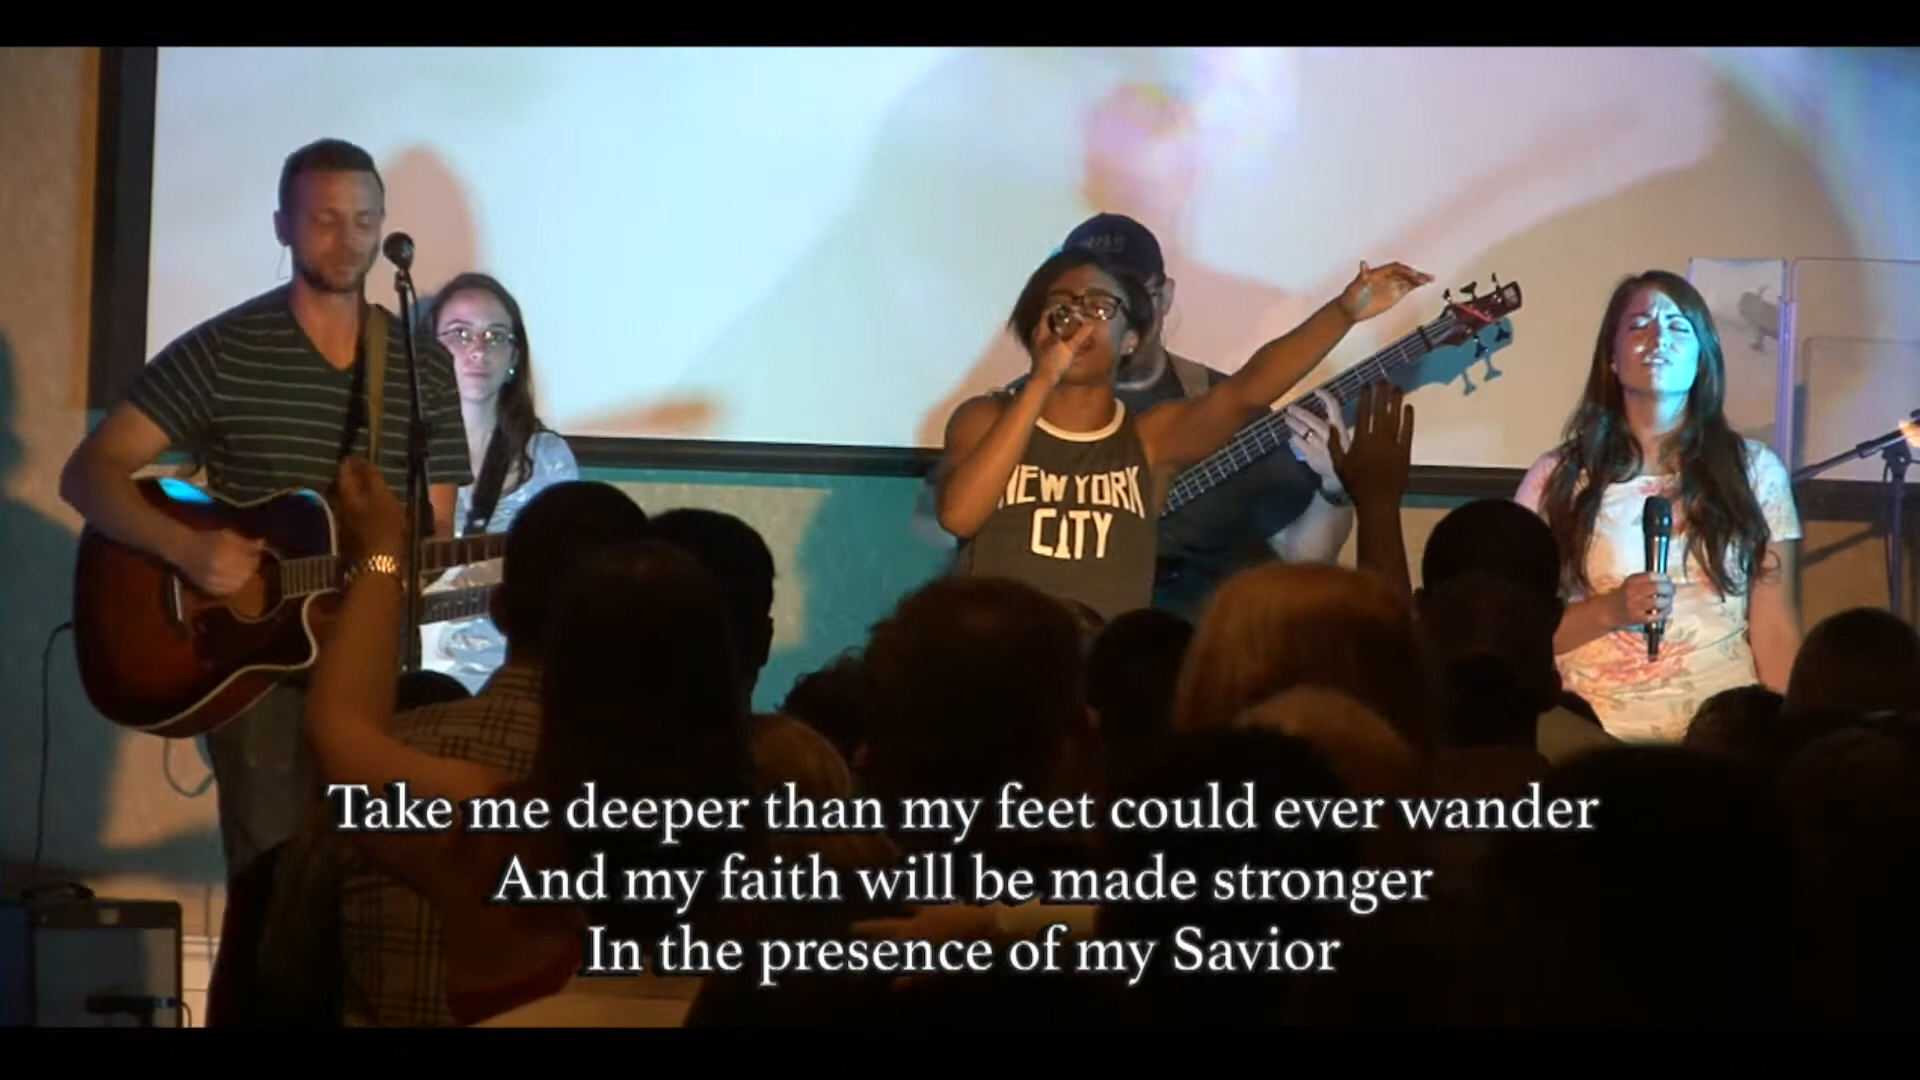 NEW YORK
CITY
Take me deeper than my feet could ever wander
And my faith will be made stronger
In the presence of my Savior